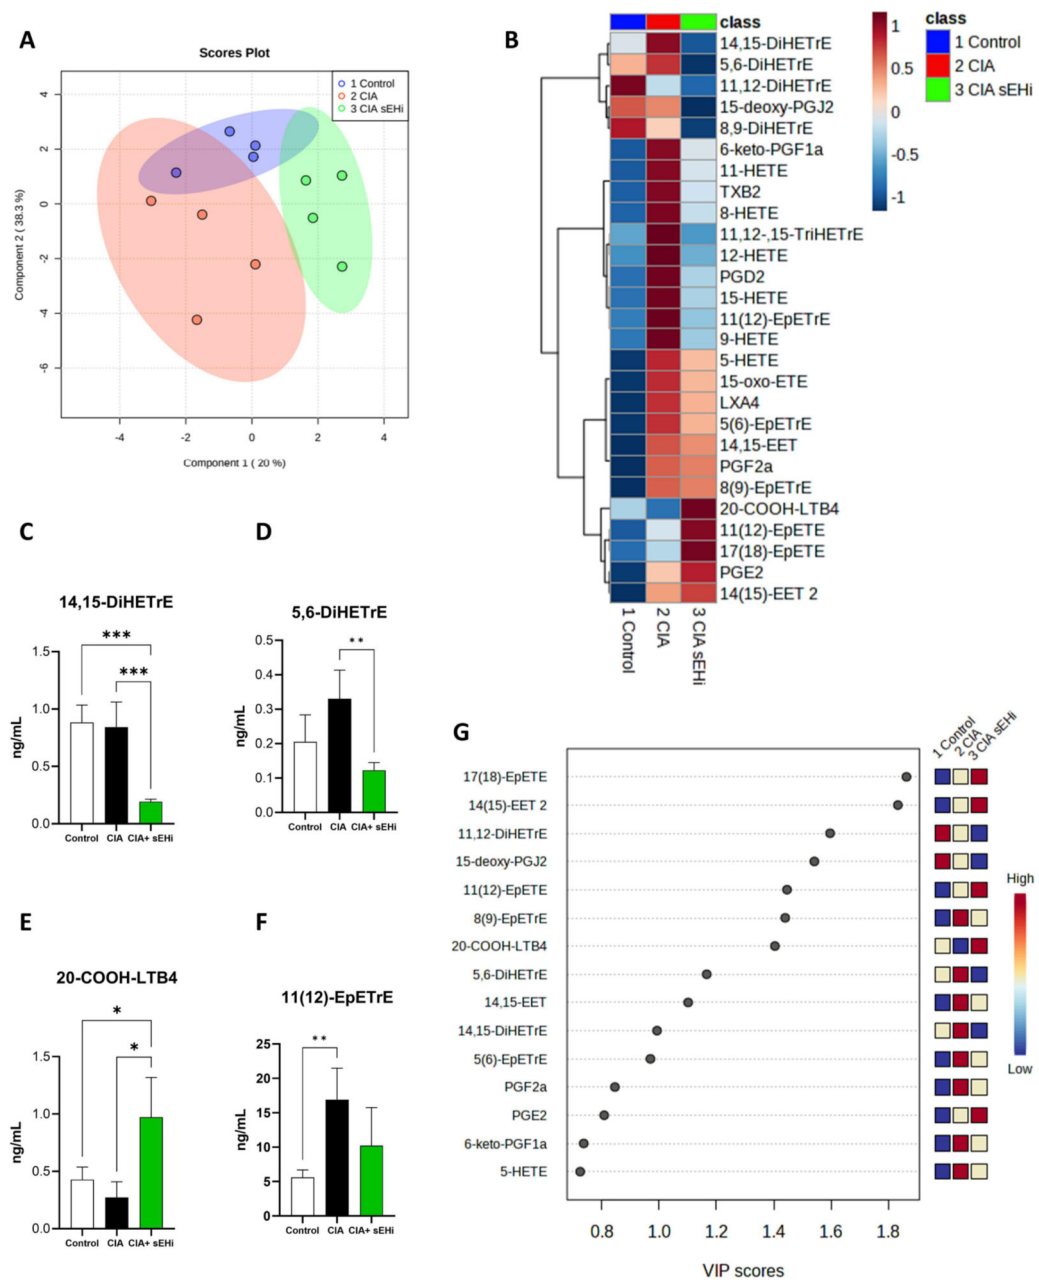 A
Scores Plot
1 Control
2 CIA
3 CIA sEHi
Component 2 ( 38.3 %)
4
2
0
-2
-4
-6
-4
-2
0
2
4
Component 1 ( 20 %)
B
class
14,15-DiHETrE
5,6-DiHETrE
11,12-DiHETrE
15-deoxy-PGJ2
8,9-DiHETrE
6-keto-PGF1a
11-HETE
TXB2
8-HETE
11,12-,15-TriHETrE
12-HETE
PGD2
15-HETE
11(12)-EpETrE
9-HETE
5-HETE
15-oxo-ETE
LXA4
5(6)-EpETrE
14,15-EET
PGF2a
8(9)-EpETrE
20-COOH-LTB4
11(12)-EpETE
17(18)-EpETE
PGE2
14(15)-EET 2
1 Control
2 CIA
3 CIA sEHi
1
0.5
0
-0.5
-1
class
1 Control
2 CIA
3 CIA sEHi
C
14,15-DiHETrE
***
***
ng/mL
1.5
1.0
0.5
0.0
Control CIA CIA+ sEHi
D
5,6-DiHETrE
**
ng/mL
0.5
0.4
0.3
0.2
0.1
0.0
Control CIA CIA+ sEHi
E
20-COOH-LTB4
*
*
ng/mL
1.5
1.0
0.5
0.0
Control CIA CIA+ sEHi
F
11(12)-EpETrE
**
ng/mL
25
20
15
10
5
0
Control CIA CIA+ sEHi
G
1 Control
2 CIA
3 CIA sEHi
17(18)-EpETE
14(15)-EET 2
11,12-DiHETrE
15-deoxy-PGJ2
11(12)-EpETE
8(9)-EpETrE
20-COOH-LTB4
5,6-DiHETrE
14,15-EET
14,15-DiHETrE
5(6)-EpETrE
PGF2a
PGE2
6-keto-PGF1a
5-HETE
0.8 1.0 1.2 1.4 1.6 1.8
VIP scores
High
Low